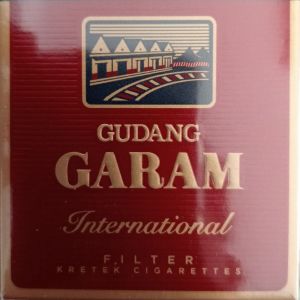 GUDANG
GARAM
International
FILTER
KRETEK CIGARETTES